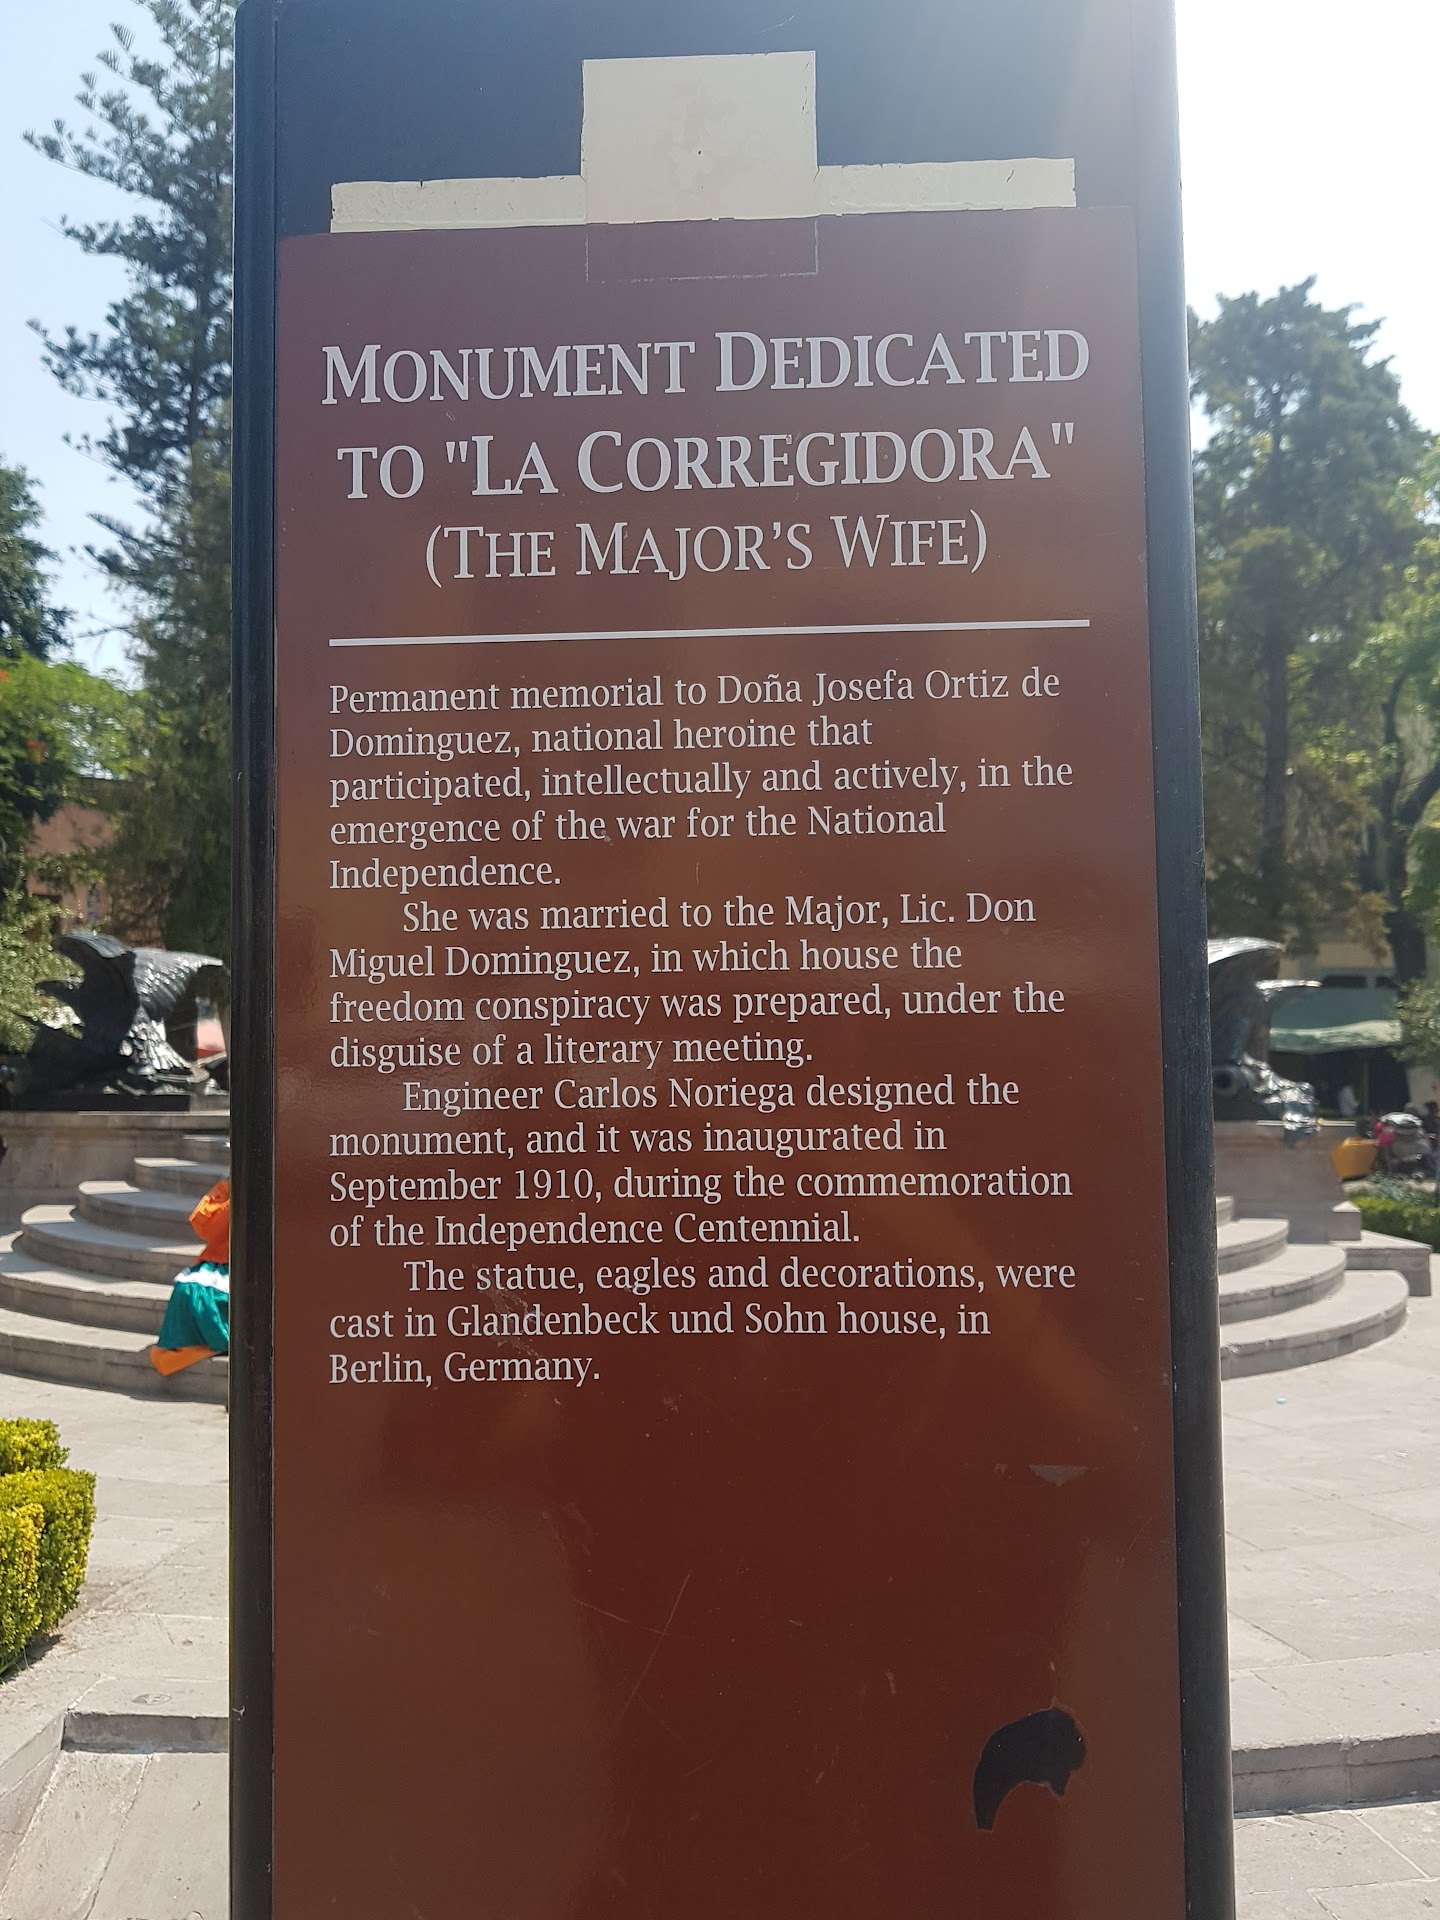 MONUMENT DEDICATED
TO "LA CORREGIDORA"
(THE MAJOR'S WIFE)
Permanent memorial to Doña Josefa Ortiz de
Dominguez, national heroine that
participated, intellectually and actively, in the
emergence of the war for the National
Independence.
She was married to the Major, Lic. Don
Miguel Dominguez, in which house the
freedom conspiracy was prepared, under the
disguise of a literary meeting.
Engineer Carlos Noriega designed the
monument, and it was inaugurated in
September 1910, during the commemoration
of the Independence Centennial.
The statue, eagles and decorations, were
cast in Glandenbeck und Sohn house, in
Berlin, Germany.